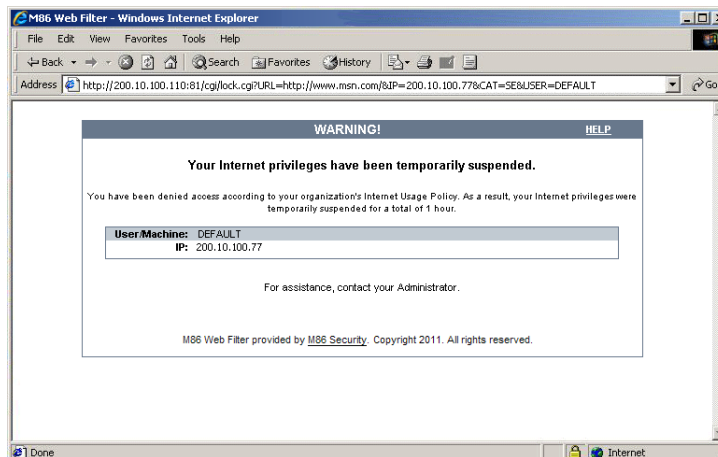 M86 Web Filter - Windows Internet Explorer
File Edit View Favorites Tools Help
Back Search Favorites History
Address http://200.10.100.110:81/cgi/lock.cgi?URL=http://www.msn.com/&IP=200.10.100.77&CAT=SE&USER=DEFAULT Go
WARNING! HELP
Your Internet privileges have been temporarily suspended.
You have been denied access according to your organization's Internet Usage Policy. As a result, your Internet privileges were
temporarily suspended for a total of 1 hour.
User/Machine: DEFAULT
IP: 200.10.100.77
For assistance, contact your Administrator.
M86 Web Filter provided by M86 Security. Copyright 2011. All rights reserved.
Done Internet